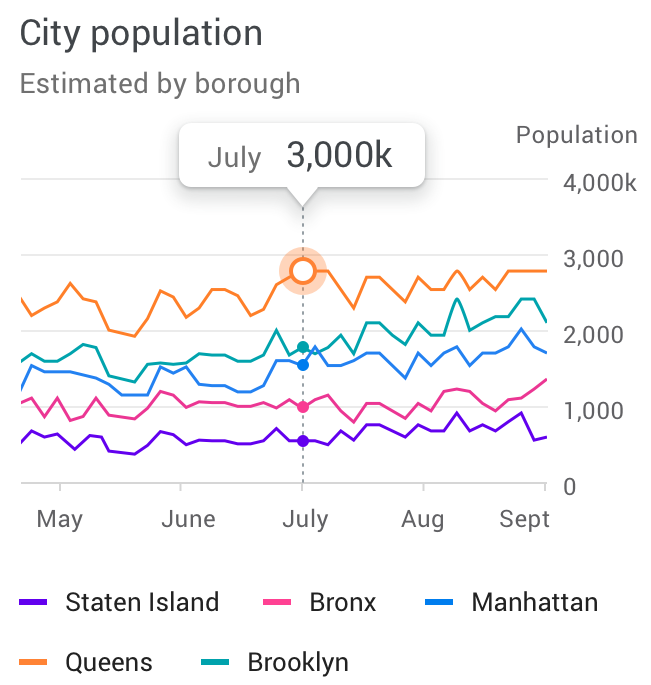 City population
Estimated by borough
July 3,000k
Population
4,000k
3,000
2,000
1,000
0
May June July Aug Sept
Staten Island Bronx Manhattan
Queens Brooklyn